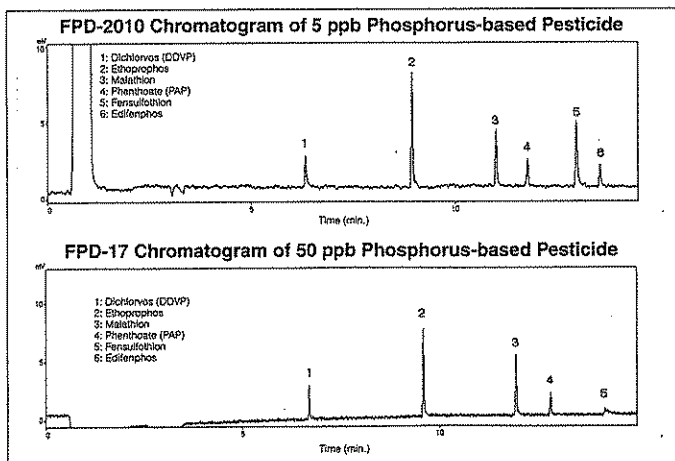 FPD-2010 Chromatogram of 5 ppb Phosphorus-based Pesticide
10
mV
1: Dichlorvos (DDVP)
2: Ethoprophos
3: Malathion
4: Phenthoate (PAP)
5: Fensulfothion
6: Edifenphos
2
5
3
5
1
4
6
0
0
5
10
Time (min.)
FPD-17 Chromatogram of 50 ppb Phosphorus-based Pesticide
mV
10
1: Dichlorvos (DDVP)
2: Ethoprophos
3: Malathion
4: Phenthoate (PAP)
5: Fensulfothion
6: Edifenphos
2
3
5
1
4
5
0
0
5
10
Time (min.)